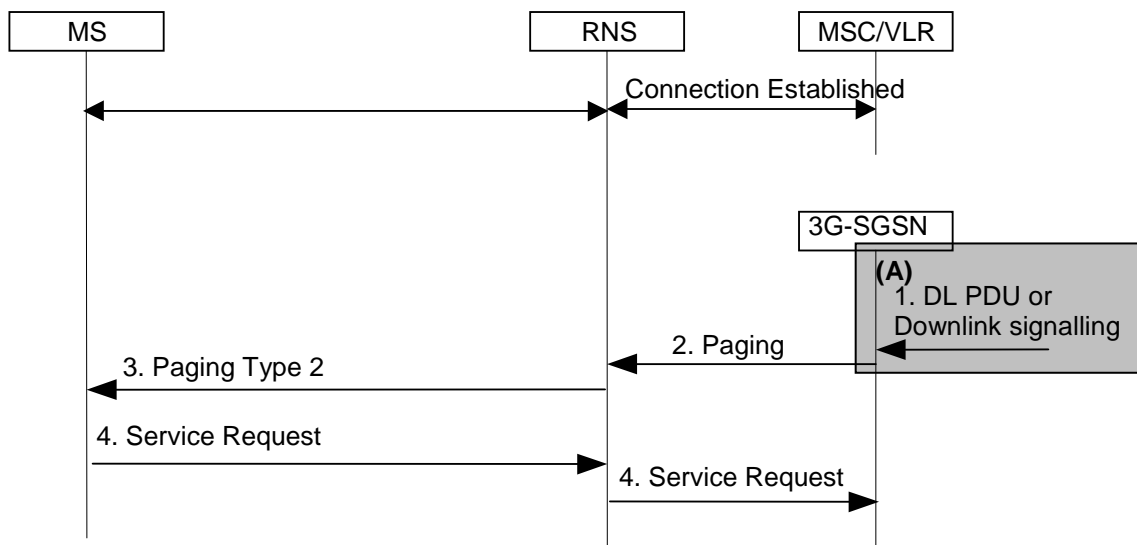 MS
RNS
MSC/VLR
Connection Established
3G-SGSN
(A)
1. DL PDU or
Downlink signalling
2. Paging
3. Paging Type 2
4. Service Request
4. Service Request